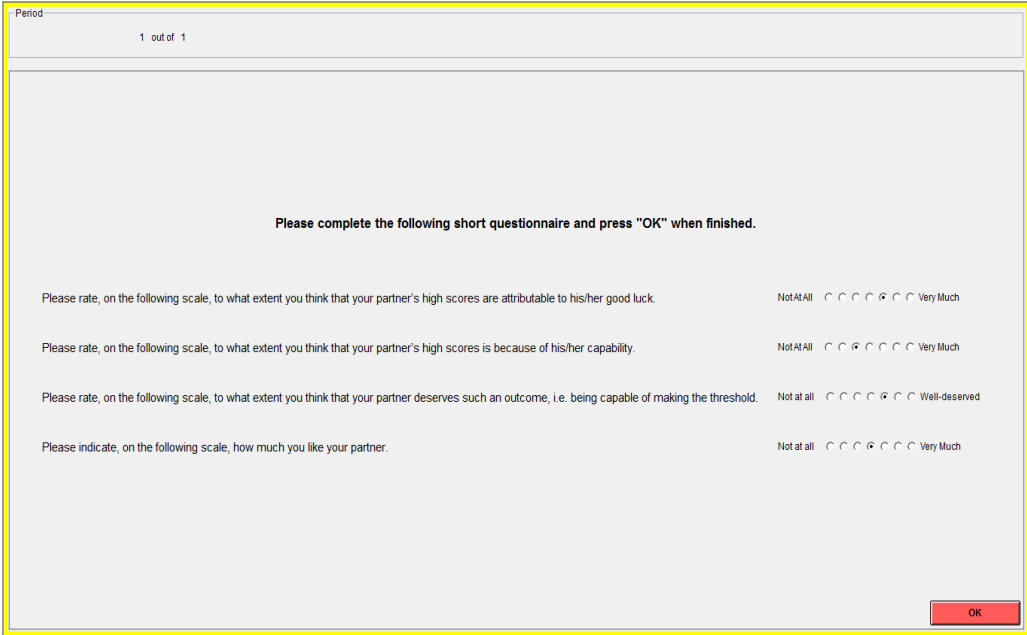 Period
1 out of 1
Please complete the following short questionnaire and press "OK" when finished.
Please rate, on the following scale, to what extent you think that your partner's high scores are attributable to his/her good luck. Not At All Very Much
Please rate, on the following scale, to what extent you think that your partner's high scores is because of his/her capability. Not At All Very Much
Please rate, on the following scale, to what extent you think that your partner deserves such an outcome, i.e. being capable of making the threshold. Not at all Well-deserved
Please indicate, on the following scale, how much you like your partner. Not at all Very Much
OK